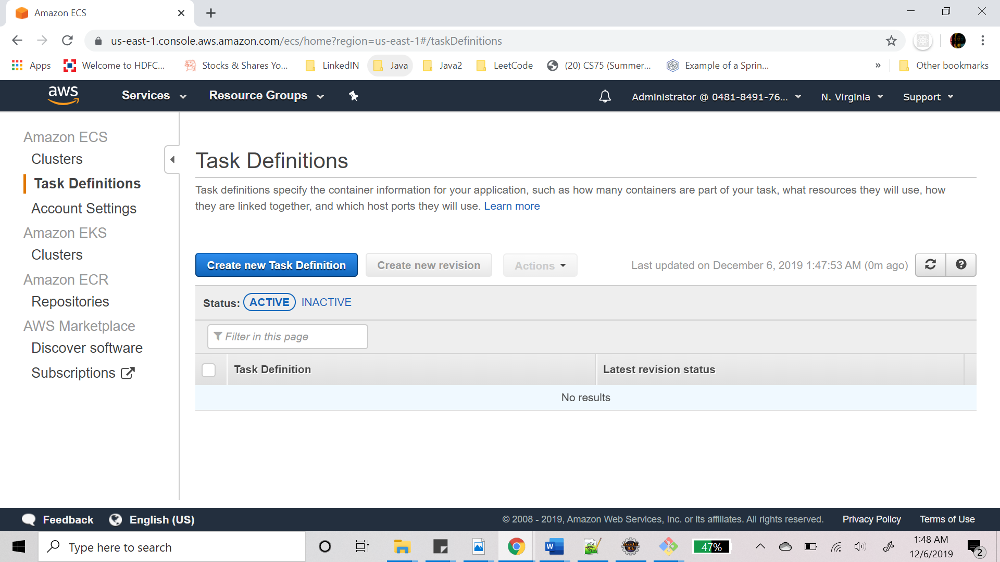 Amazon ECS
us-east-1.console.aws.amazon.com/ecs/home?region=us-east-1#/taskDefinitions
Apps Welcome to HDFC... Stocks & Shares Yo... LinkedIN Java Java2 LeetCode (20) CS75 (Summer... Example of a Sprin... » Other bookmarks
aws Services Resource Groups Administrator @ 0481-8491-76... N. Virginia Support
Amazon ECS
Clusters
Task Definitions
Account Settings
Amazon EKS
Clusters
Amazon ECR
Repositories
AWS Marketplace
Discover software
Subscriptions
Task Definitions
Task definitions specify the container information for your application, such as how many containers are part of your task, what resources they will use, how
they are linked together, and which host ports they will use. Learn more
Create new Task Definition Create new revision Actions Last updated on December 6, 2019 1:47:53 AM (0m ago)
Status: ACTIVE INACTIVE
Filter in this page
Task Definition Latest revision status
No results
Feedback English (US) © 2008 - 2019, Amazon Web Services, Inc. or its affiliates. All rights reserved. Privacy Policy Terms of Use
Type here to search 47% 1:48 AM
12/6/2019 2